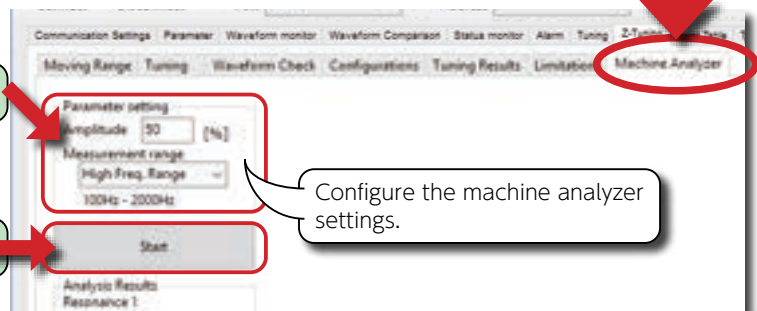 Communication Settings Parameter Waveform monitor Waveform Comparison Status monitor Alarm Tuning
Moving Range Tuning Waveform Check Configurations Tuning Results Limitation Machine Analyzer
Parameter setting
Amplitude 50 [%]
Measurement range
High Freq. Range
100Hz - 2000Hz
Configure the machine analyzer
settings.
Start
Analysis Results
Resonance 1